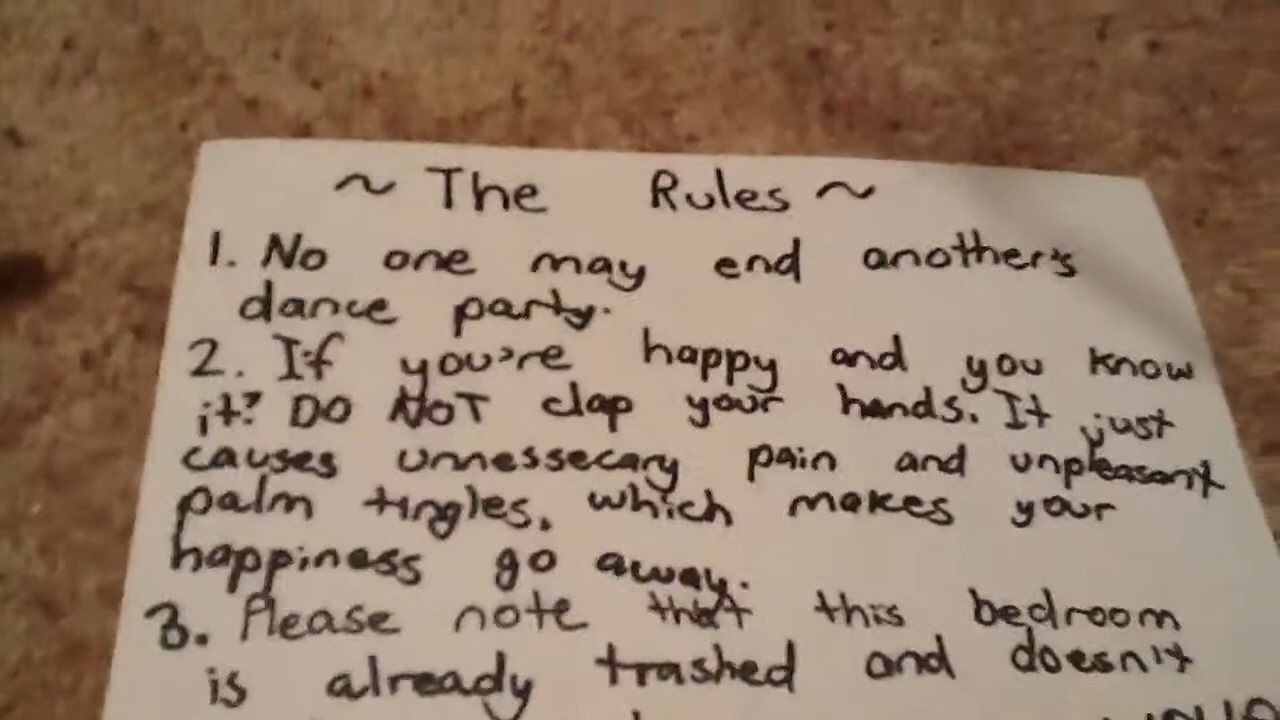 ~ The Rules ~
1. No one may end another's
dance party.
2. If you're happy and you know
it? DO NOT clap your hands. It just
causes unnessecary pain and unpleasant
palm tingles, which makes your
happiness go away.
3. Please note that this bedroom
is already trashed and doesn't